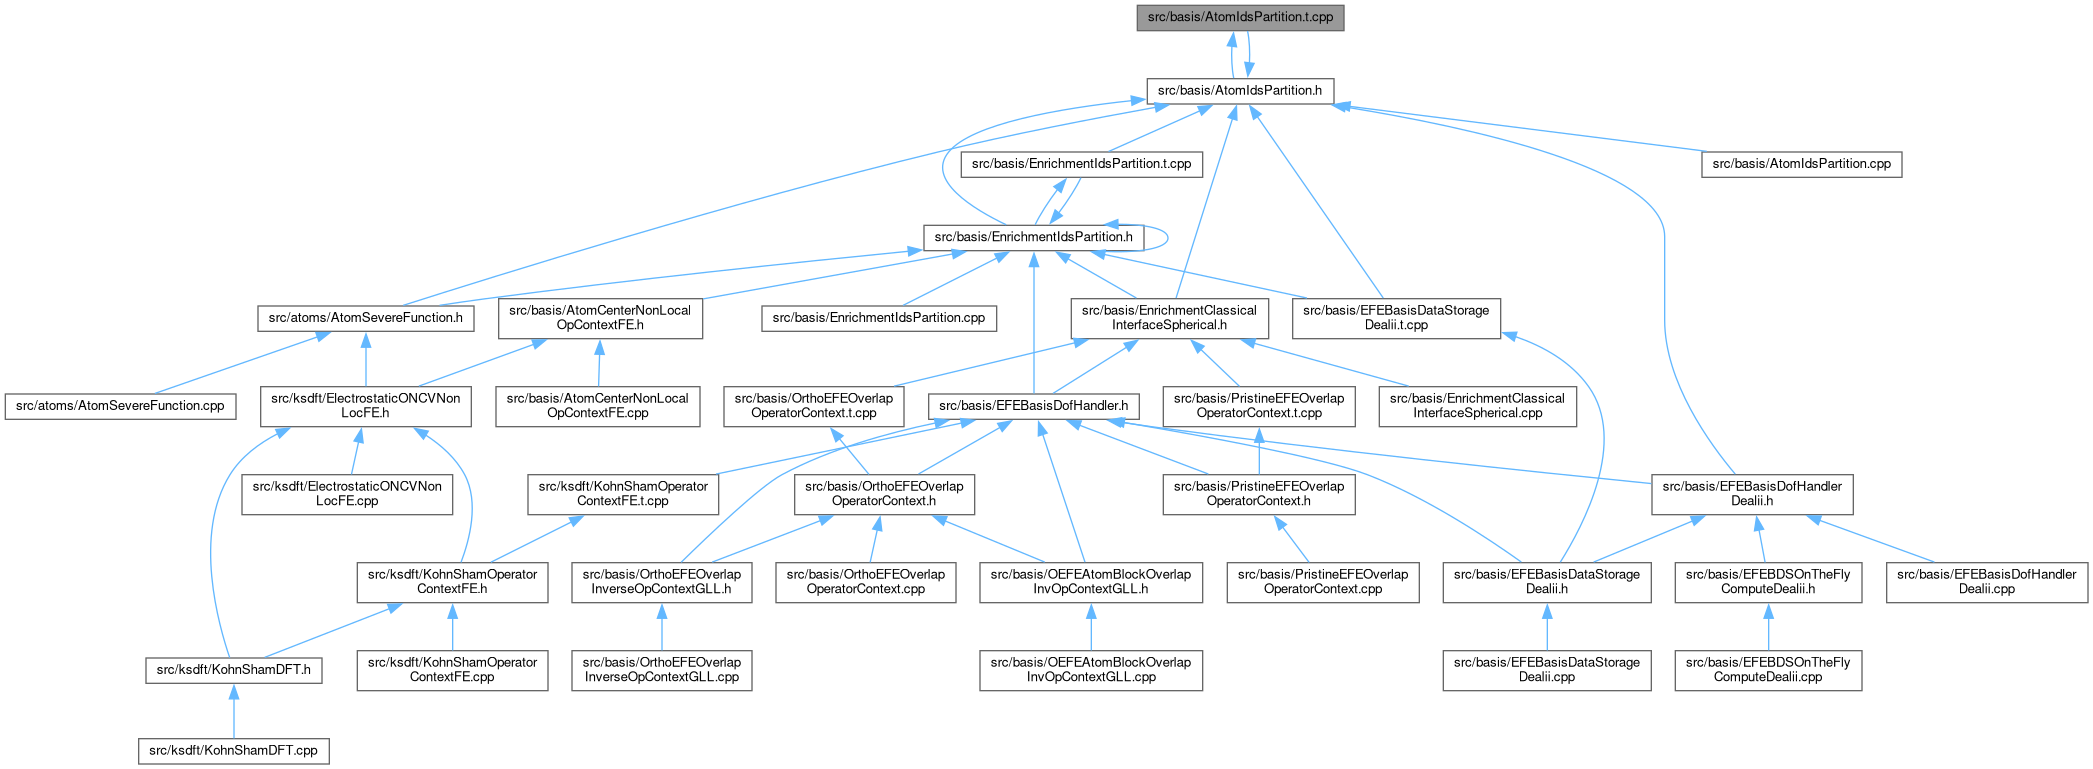 src/basis/AtomIdsPartition.t.cpp
src/basis/AtomIdsPartition.h
src/basis/EnrichmentIdsPartition.t.cpp
src/basis/AtomIdsPartition.cpp
src/basis/EnrichmentIdsPartition.h
src/atoms/AtomSevereFunction.h
src/basis/AtomCenterNonLocal
OpContextFE.h
src/basis/EnrichmentIdsPartition.cpp
src/basis/EnrichmentClassical
InterfaceSpherical.h
src/basis/EFEBasisDataStorage
Dealii.t.cpp
src/atoms/AtomSevereFunction.cpp
src/ksdft/ElectrostaticONCVNon
LocFE.h
src/basis/AtomCenterNonLocal
OpContextFE.cpp
src/basis/OrthoEFEOverlap
OperatorContext.t.cpp
src/basis/EFEBasisDofHandler.h
src/basis/PristineEFEOverlap
OperatorContext.t.cpp
src/basis/EnrichmentClassical
InterfaceSpherical.cpp
src/ksdft/ElectrostaticONCVNon
LocFE.cpp
src/ksdft/KohnShamOperator
ContextFE.t.cpp
src/basis/OrthoEFEOverlap
OperatorContext.h
src/basis/PristineEFEOverlap
OperatorContext.h
src/basis/EFEBasisDofHandler
Dealii.h
src/ksdft/KohnShamOperator
ContextFE.h
src/basis/OrthoEFEOverlap
InverseOpContextGLL.h
src/basis/OrthoEFEOverlap
OperatorContext.cpp
src/basis/OEFEAtomBlockOverlap
InvOpContextGLL.h
src/basis/PristineEFEOverlap
OperatorContext.cpp
src/basis/EFEBasisDataStorage
Dealii.h
src/basis/EFEBDSOnTheFly
ComputeDealii.h
src/basis/EFEBasisDofHandler
Dealii.cpp
src/ksdft/KohnShamDFT.h
src/ksdft/KohnShamOperator
ContextFE.cpp
src/basis/OrthoEFEOverlap
InverseOpContextGLL.cpp
src/basis/OEFEAtomBlockOverlap
InvOpContextGLL.cpp
src/basis/EFEBasisDataStorage
Dealii.cpp
src/basis/EFEBDSOnTheFly
ComputeDealii.cpp
src/ksdft/KohnShamDFT.cpp